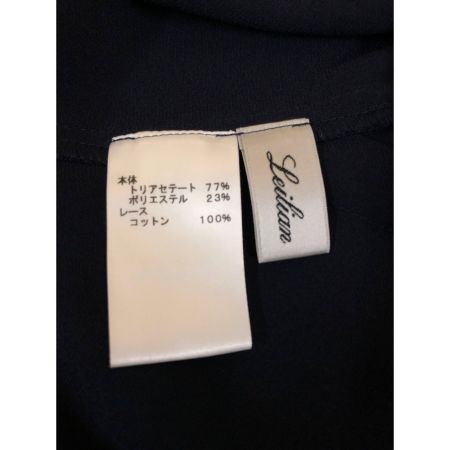 本体
トリアセテート 77%
ポリエステル 23%
レース
コットン 100%
Leilian